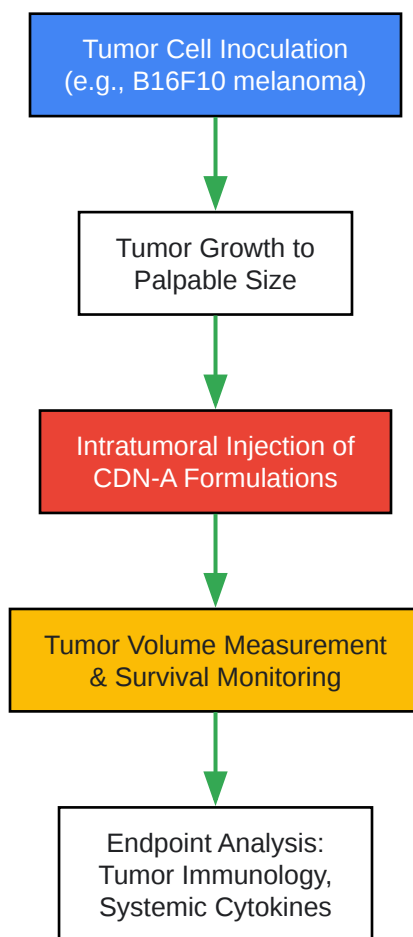 Tumor Cell Inoculation
(e.g., B16F10 melanoma)
Tumor Growth to
Palpable Size
Intratumoral Injection of
CDN-A Formulations
Tumor Volume Measurement
& Survival Monitoring
Endpoint Analysis:
Tumor Immunology,
Systemic Cytokines